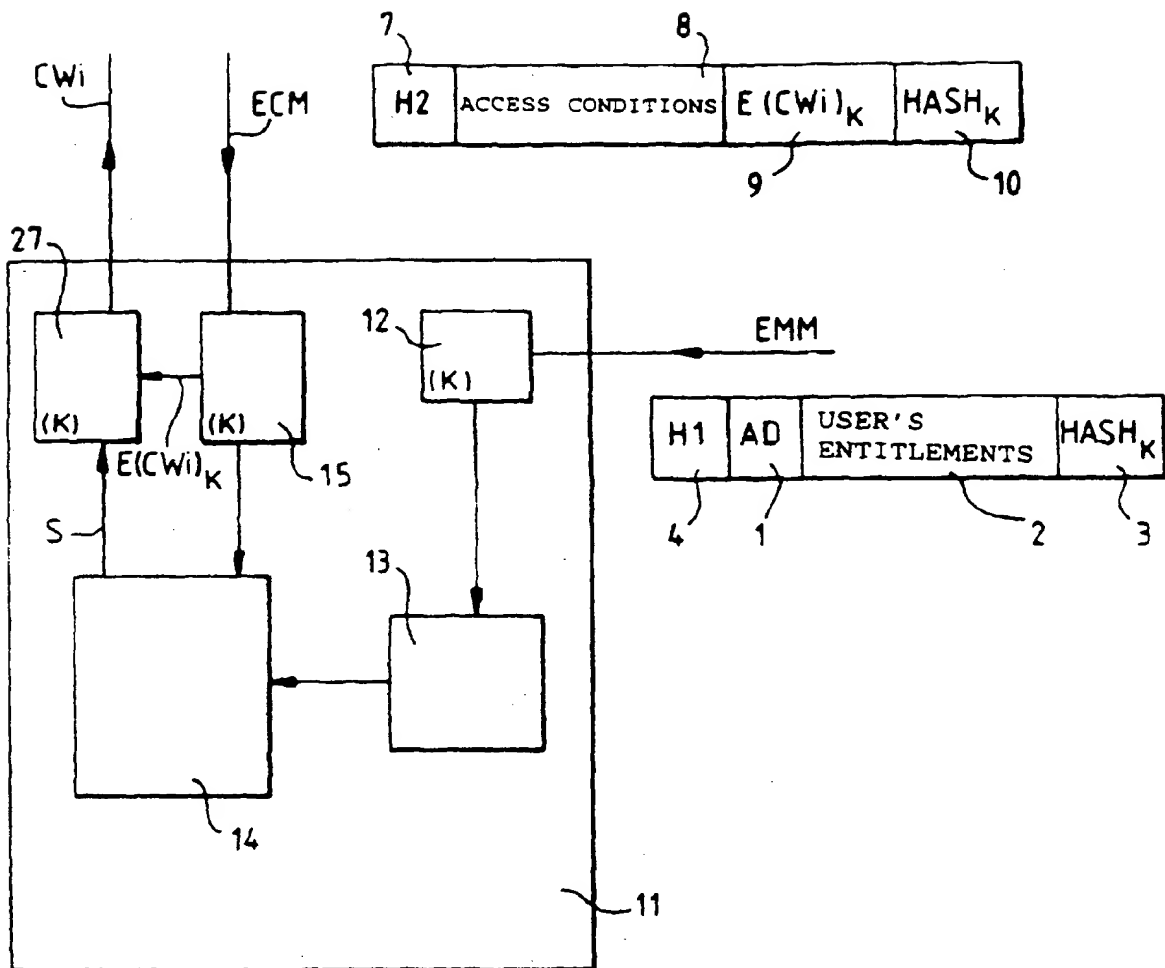 7
8
CWi
ECM
H2 ACCESS CONDITIONS E(CWi)K HASHK
9
10
27
12
EMM
(K)
(K)
(K)
E(CWi)K
15
H1 AD USER'S ENTITLEMENTS HASHK
4
1
2
3
S
13
14
11